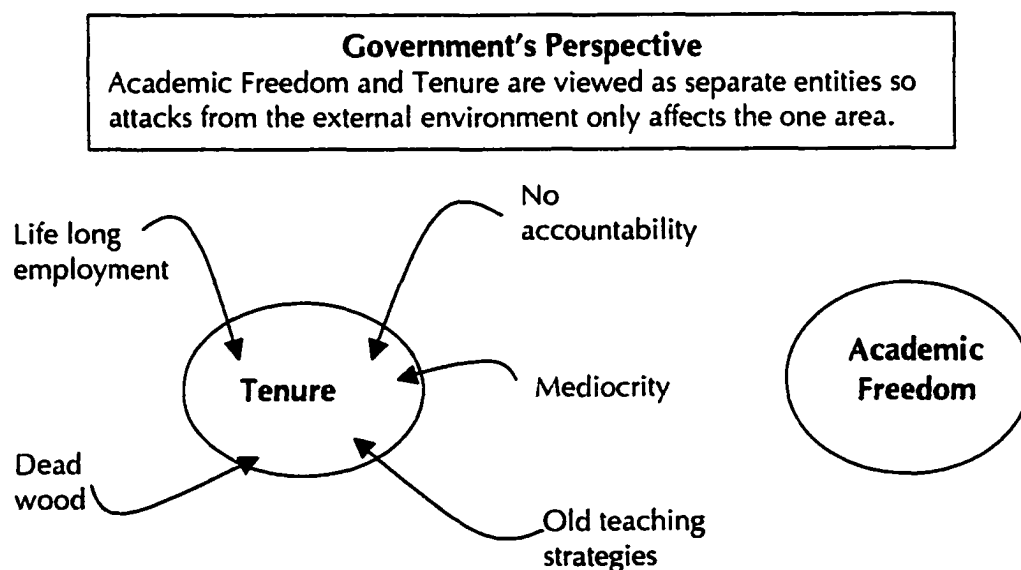 Government's Perspective
Academic Freedom and Tenure are viewed as separate entities so
attacks from the external environment only affects the one area.
No
accountability
Life long
employment
Academic
Freedom
Tenure
Mediocrity
Dead
wood
Old teaching
strategies